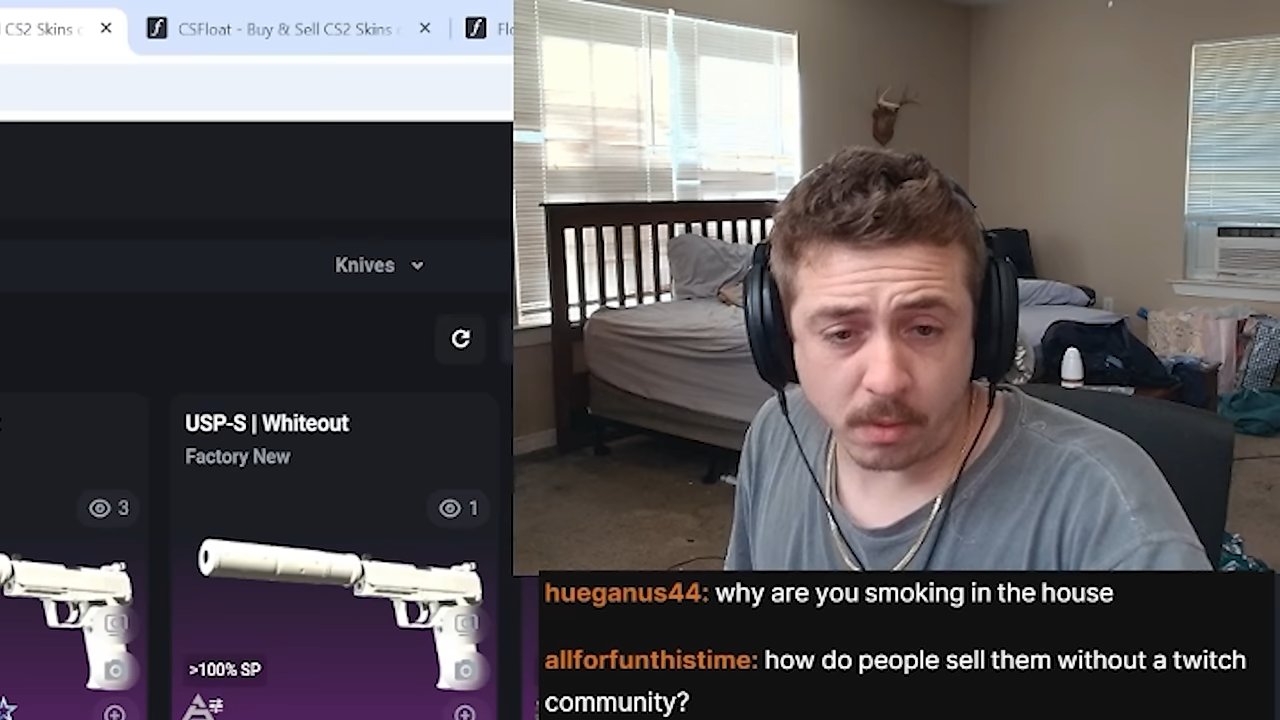 CS2 Skins
CSFloat - Buy & Sell CS2 Skins
Knives
USP-S | Whiteout
Factory New
3
1
>100% SP
hueganus44: why are you smoking in the house
allforfunthistime: how do people sell them without a twitch
community?